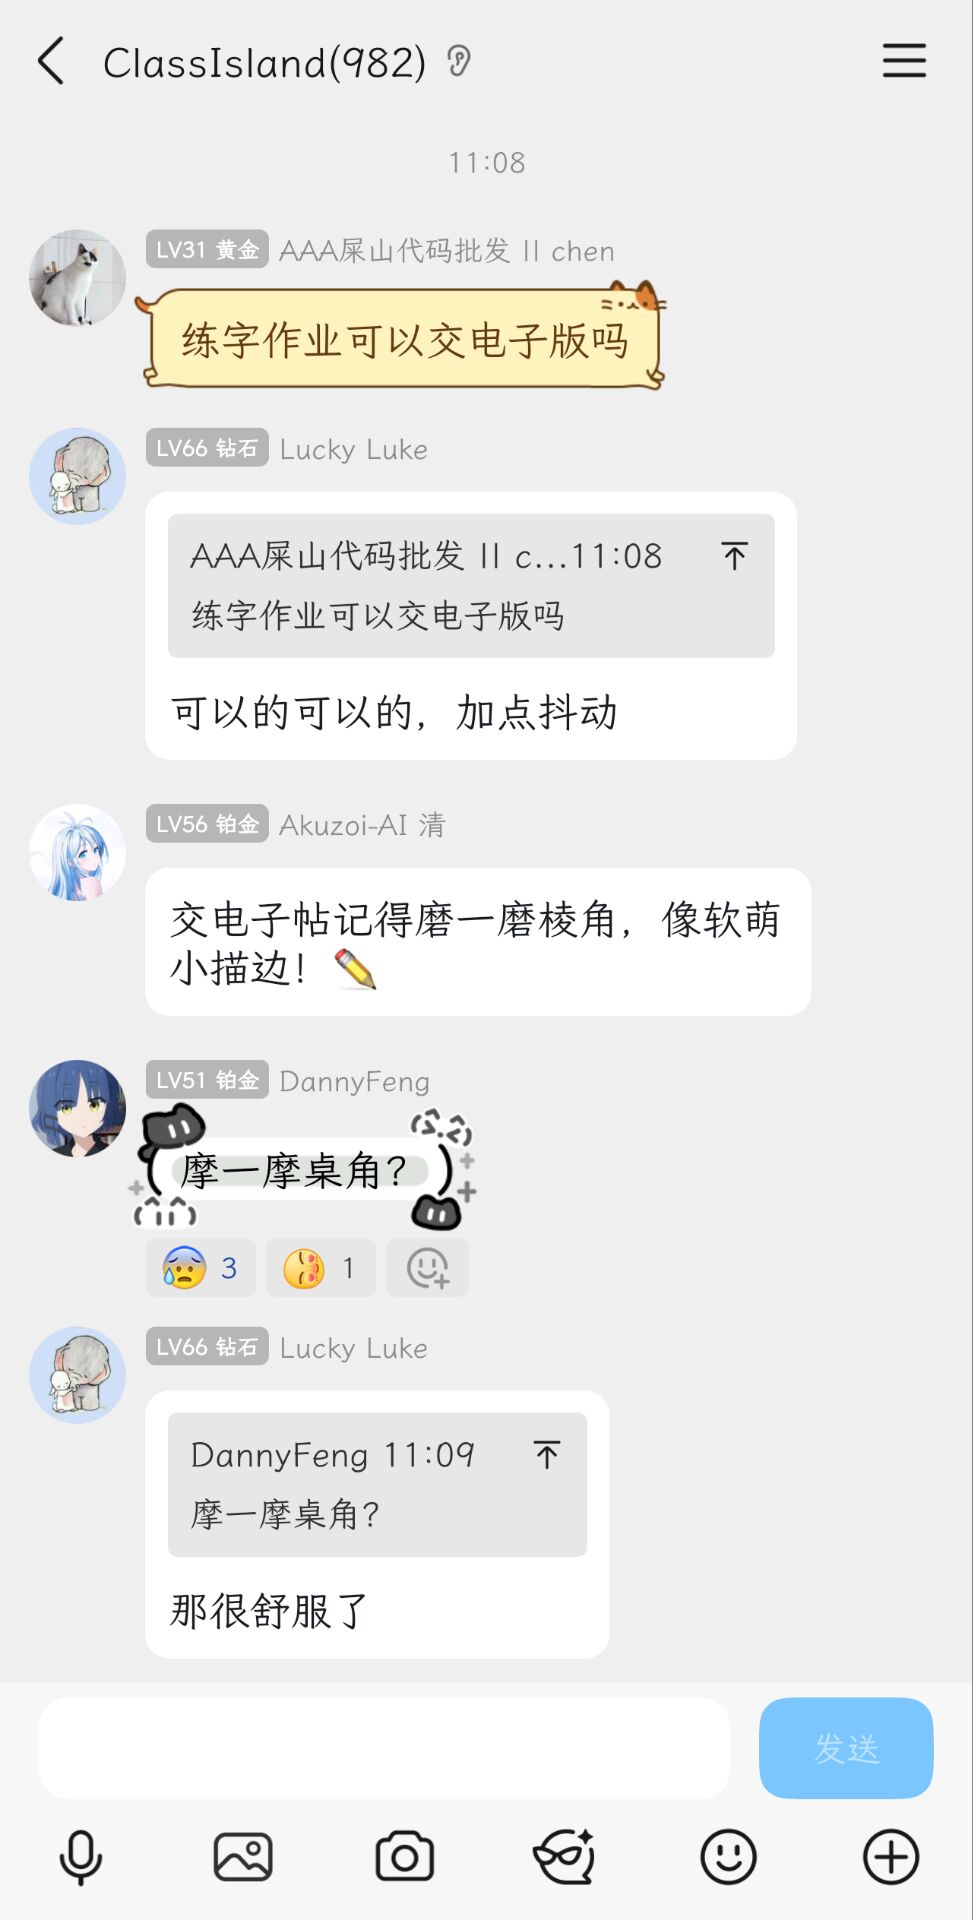 ClassIsland(982)
11:08
LV31 黄金 AAA屎山代码批发 II chen
练字作业可以交电子版吗
LV66 钻石 Lucky Luke
AAA屎山代码批发 II c...11:08
练字作业可以交电子版吗
可以的可以的，加点抖动
LV56 铂金 Akuzoi-AI 清
交电子帖记得磨一磨棱角，像软萌
小描边！✏️
LV51 铂金 DannyFeng
摩一摩桌角？
3 1
LV66 钻石 Lucky Luke
DannyFeng 11:09
摩一摩桌角？
那很舒服了
发送